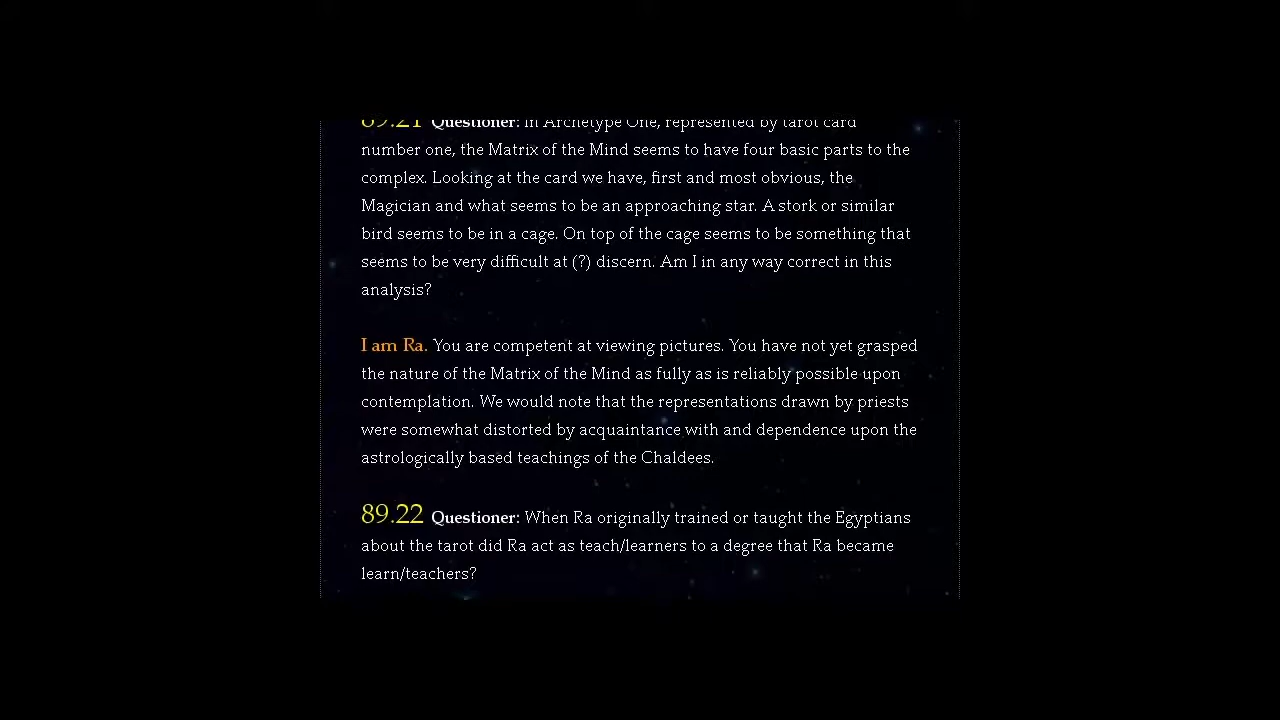 89.21 Questioner: In Archetype One, represented by tarot card
number one, the Matrix of the Mind seems to have four basic parts to the
complex. Looking at the card we have, first and most obvious, the
Magician and what seems to be an approaching star. A stork or similar
bird seems to be in a cage. On top of the cage seems to be something that
seems to be very difficult at (?) discern. Am I in any way correct in this
analysis?
I am Ra. You are competent at viewing pictures. You have not yet grasped
the nature of the Matrix of the Mind as fully as is reliably possible upon
contemplation. We would note that the representations drawn by priests
were somewhat distorted by acquaintance with and dependence upon the
astrologically based teachings of the Chaldees.
89.22 Questioner: When Ra originally trained or taught the Egyptians
about the tarot did Ra act as teach/learners to a degree that Ra became
learn/teachers?